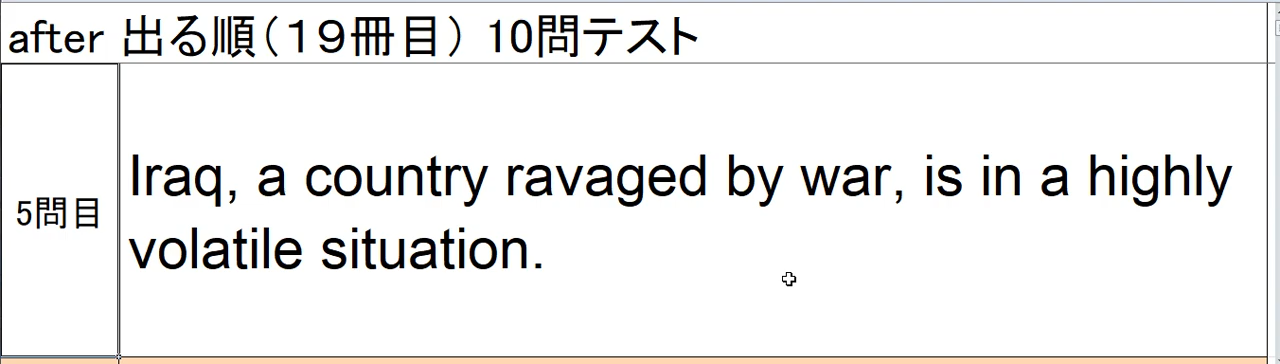 after 出る順（１９冊目） 10問テスト
5問目
Iraq, a country ravaged by war, is in a highly
volatile situation.